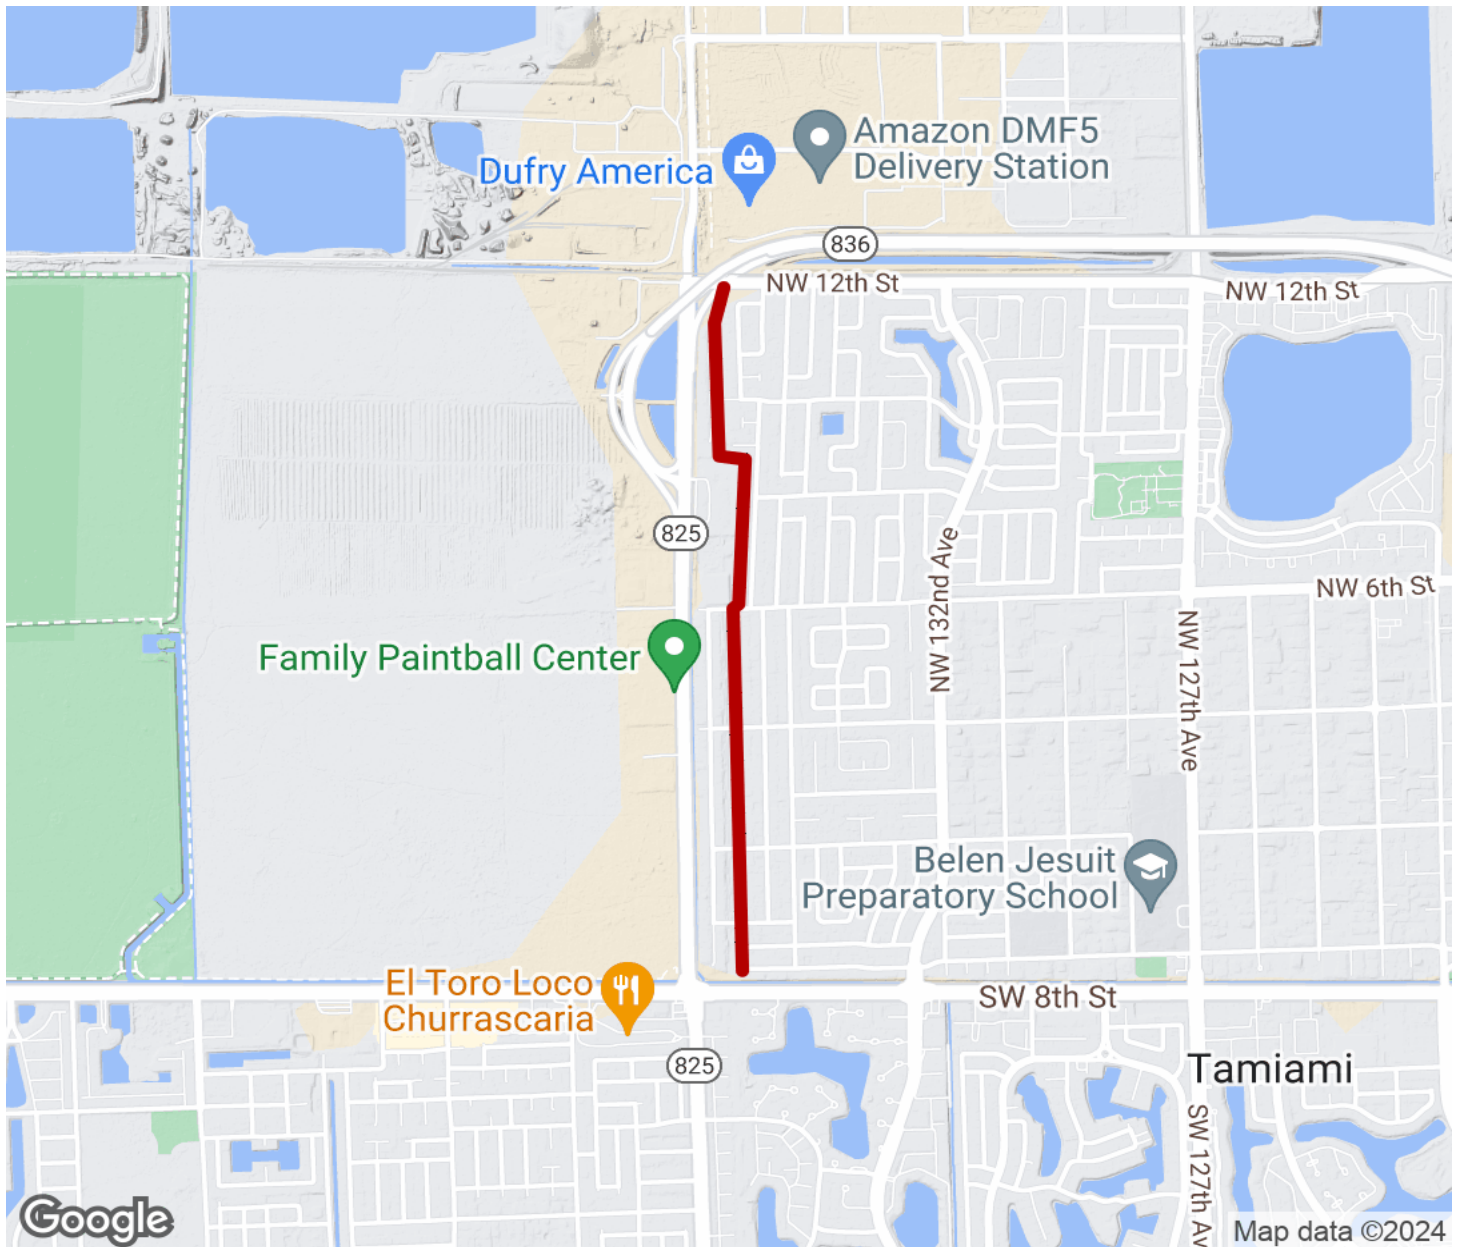 Dufry America
Amazon DMF5
Delivery Station
836
NW 12th St
NW 12th St
825
NW 132nd Ave
NW 6th St
Family Paintball Center
NW 127th Ave
Belen Jesuit
Preparatory School
El Toro Loco
Churrascaria
SW 8th St
825
Tamiami
SW 127th Av
Google
Map data ©2024